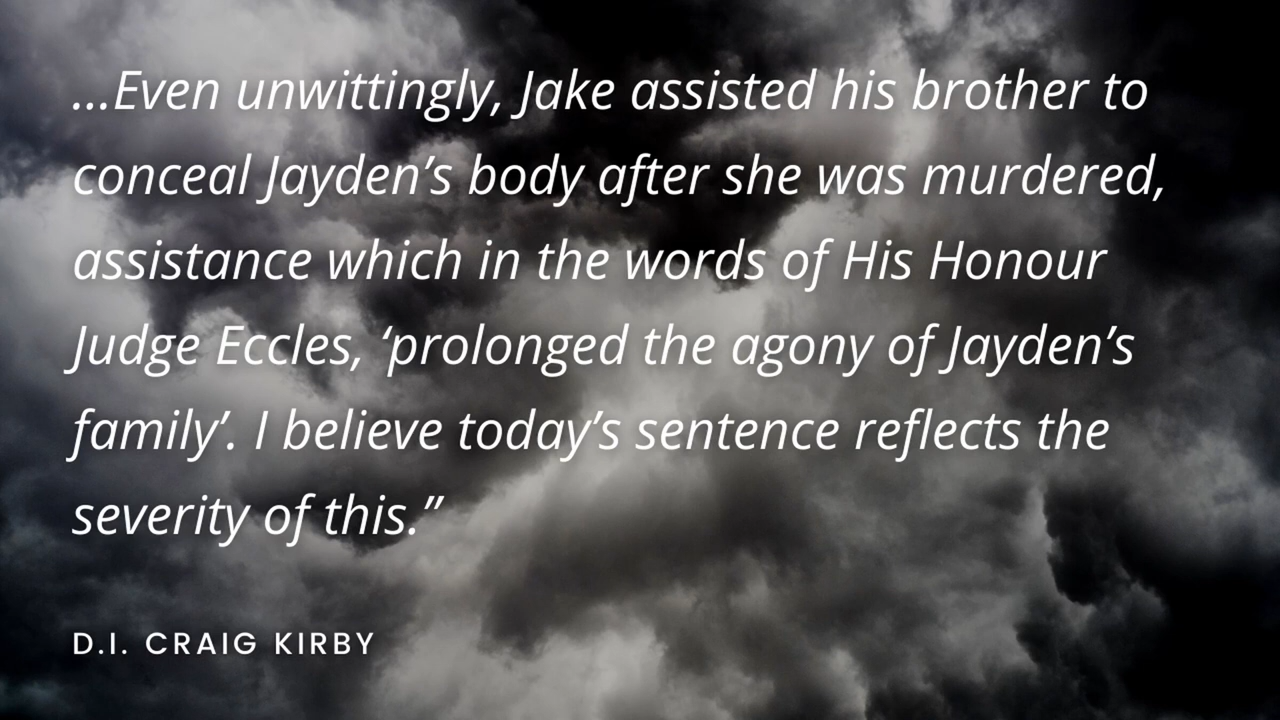 ...Even unwittingly, Jake assisted his brother to
conceal Jayden’s body after she was murdered,
assistance which in the words of His Honour
Judge Eccles, ‘prolonged the agony of Jayden’s
family’. I believe today’s sentence reflects the
severity of this.”
D.I. CRAIG KIRBY